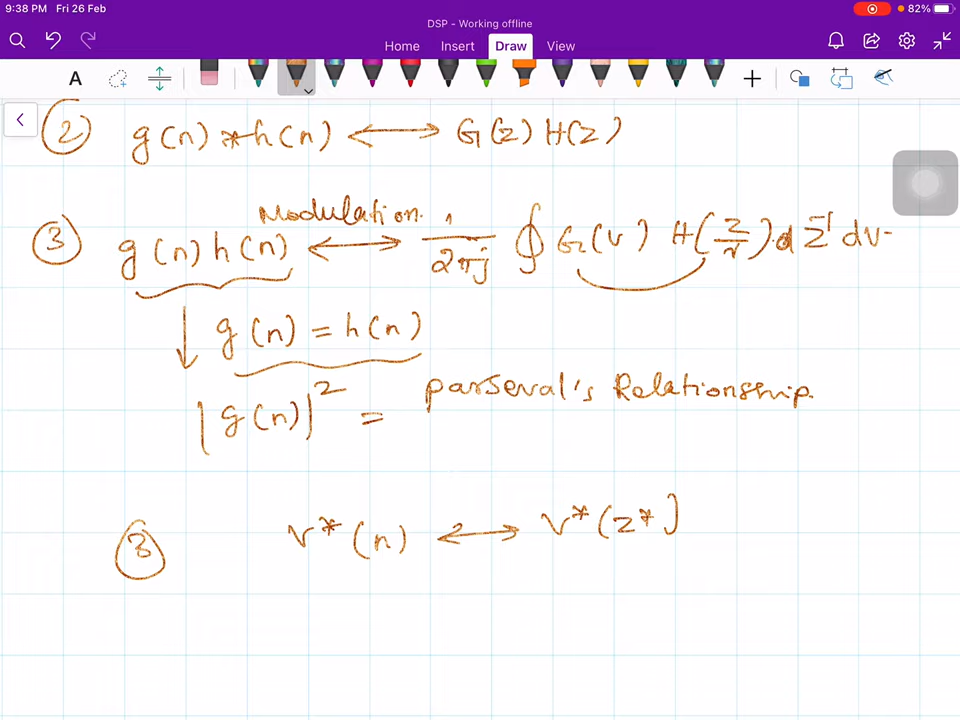 9:38 PM Fri 26 Feb
82%
DSP - Working offline
Home Insert Draw View
A
2 g(n) * h(n) ⟷ G(z) H(z)
Modulation
3 g(n) h(n) ⟷ 1/2πj ∮ G(v) H(z/v) z⁻¹ dv
↓ g(n) = h(n)
|g(n)|² = Parseval's Relationship.
3 v*(n) ⟷ V*(z*)